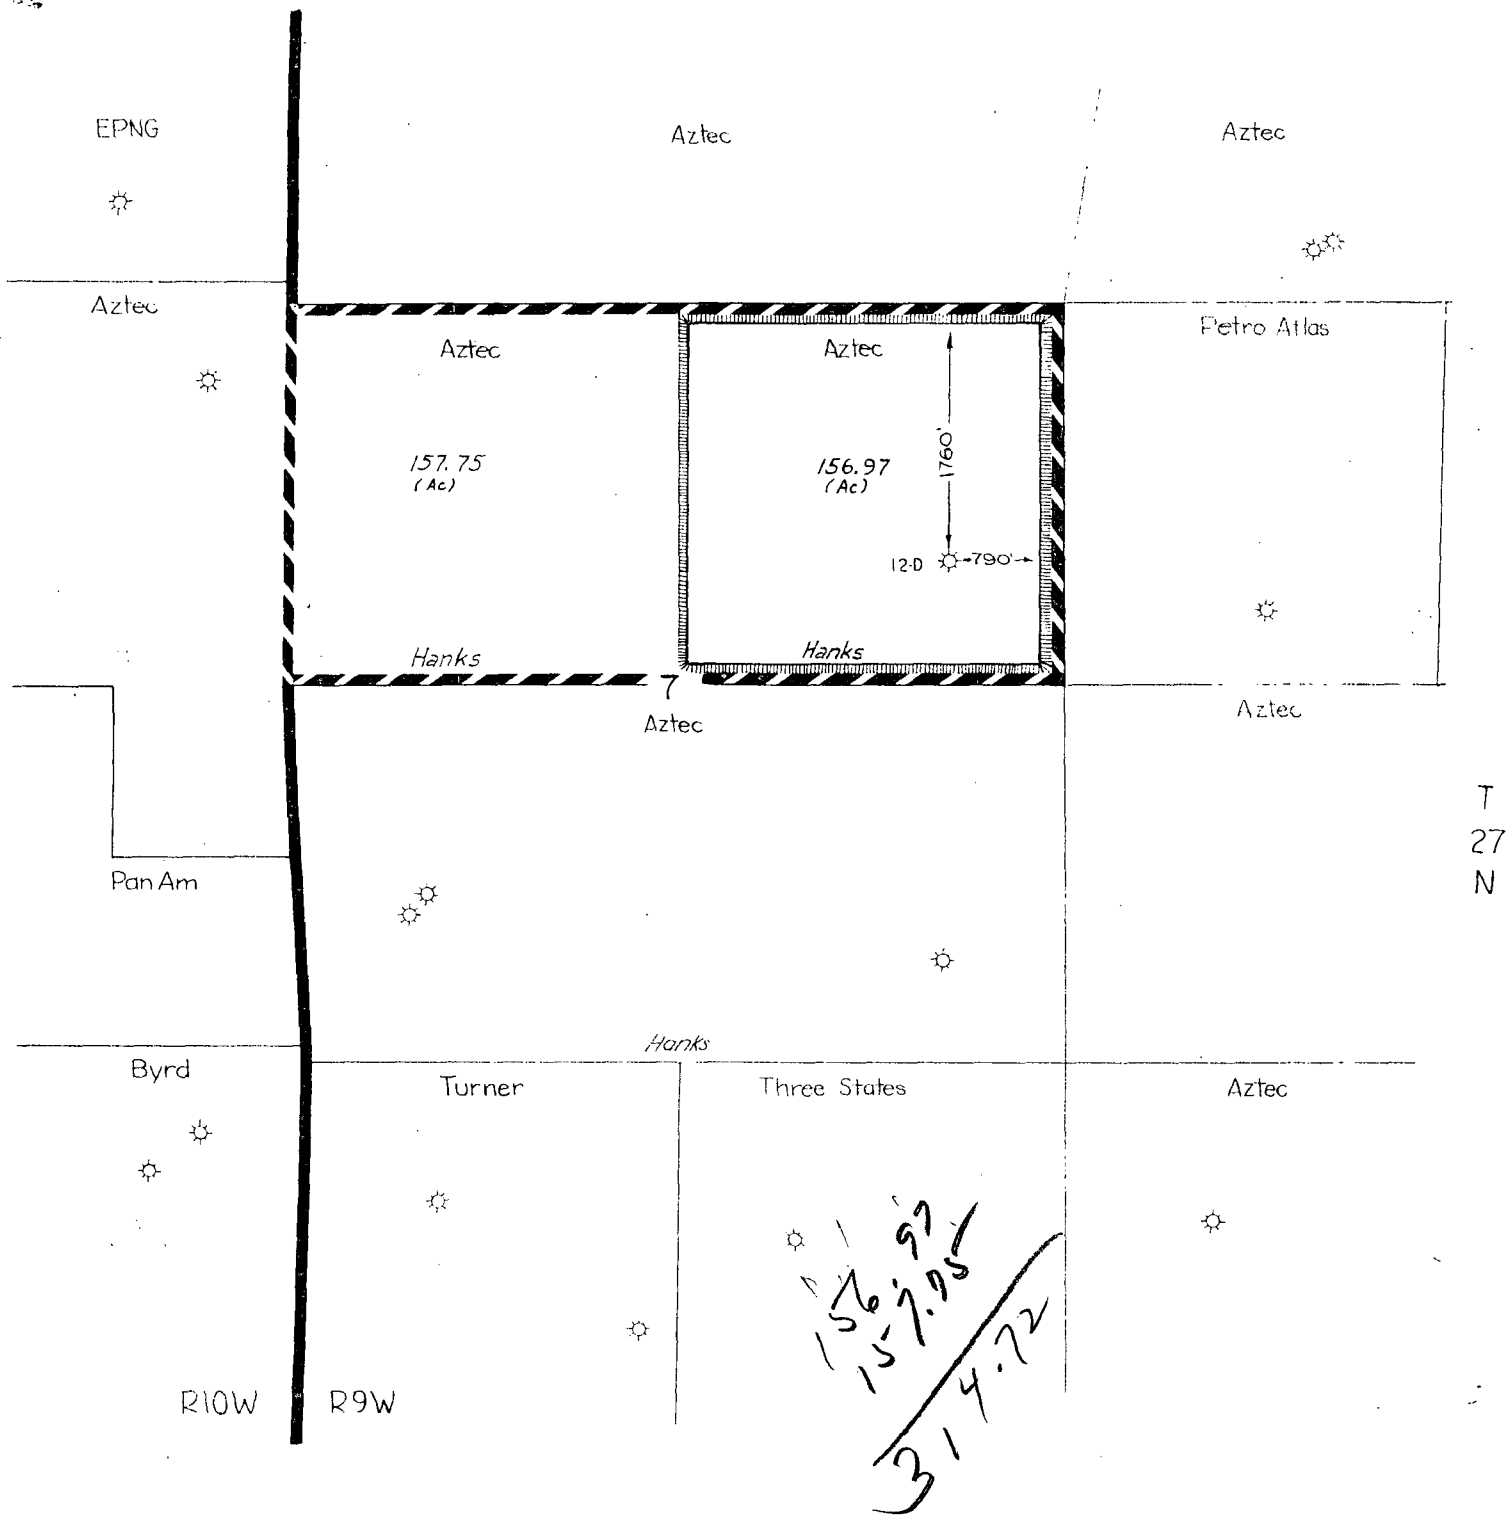 EPNG
Aztec
Aztec
Aztec
Petro Atlas
Aztec
Aztec
157.75
(Ac)
156.97
(Ac)
1760'
12-D
790'
Hanks
Hanks
7
Aztec
Aztec
T
27
N
Pan Am
Hanks
Byrd
Turner
Three States
Aztec
156.97
157.75
314.72
R10W
R9W